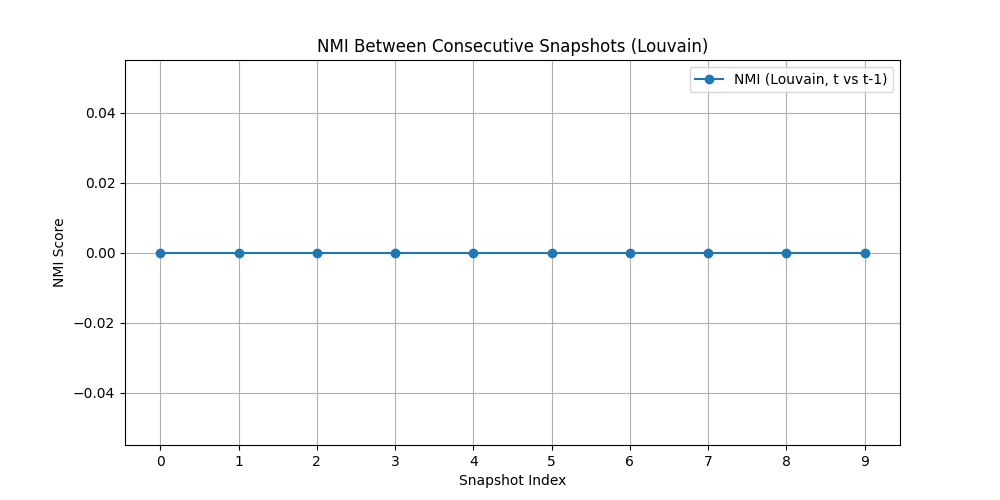 NMI Between Consecutive Snapshots (Louvain)
NMI (Louvain, t vs t-1)
0.04
0.02
0.00
−0.02
−0.04
NMI Score
0 1 2 3 4 5 6 7 8 9
Snapshot Index